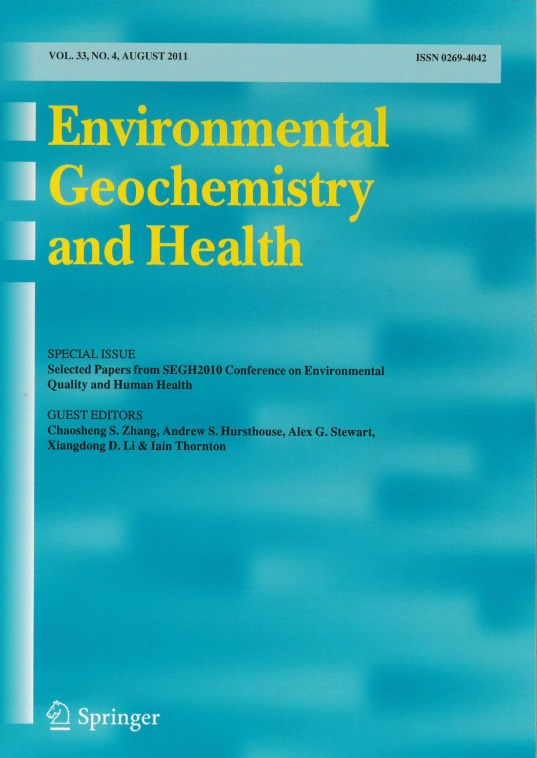 VOL. 33, NO. 4, AUGUST 2011
ISSN 0269-4042
Environmental
Geochemistry
and Health
SPECIAL ISSUE
Selected Papers from SEGH2010 Conference on Environmental
Quality and Human Health
GUEST EDITORS
Chaosheng S. Zhang, Andrew S. Hursthouse, Alex G. Stewart,
Xiangdong D. Li & Iain Thornton
Springer